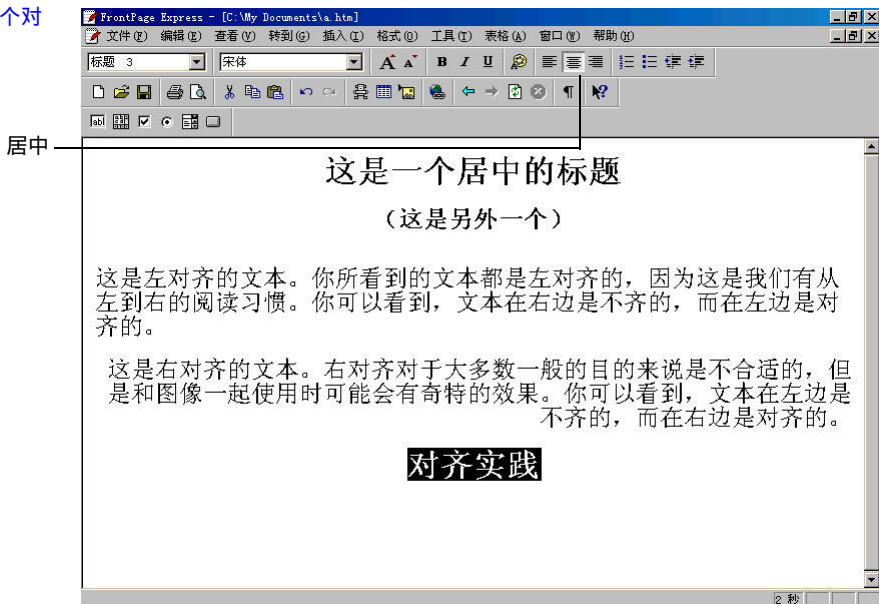 个对
FrontPage Express - [C:\My Documents\a.htm]
文件(F) 编辑(E) 查看(V) 转到(G) 插入(I) 格式(O) 工具(T) 表格(A) 窗口(W) 帮助(H)
标题 3 宋体 A A B I U
abl
居中
这是一个居中的标题
（这是另外一个）
这是左对齐的文本。你所看到的文本都是左对齐的，因为这是我们有从
左到右的阅读习惯。你可以看到，文本在右边是不齐的，而在左边是对
齐的。
这是右对齐的文本。右对齐对于大多数一般的目的来说是不合适的，但
是和图像一起使用时可能会有奇特的效果。你可以看到，文本在左边是
不齐的，而在右边是对齐的。
对齐实践
2 秒